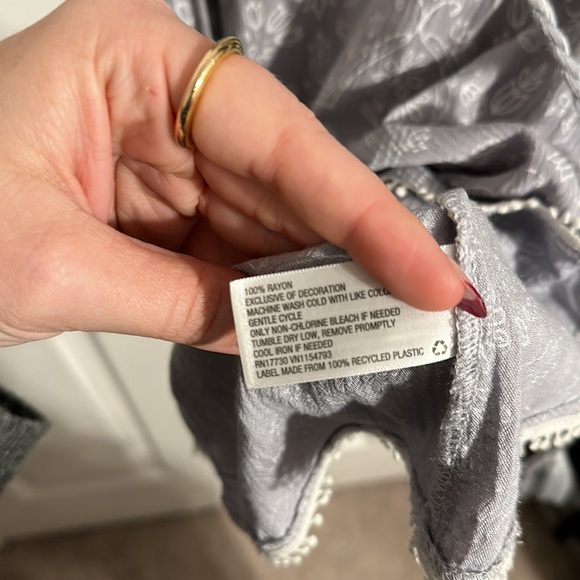 100% RAYON
EXCLUSIVE OF DECORATION
MACHINE WASH COLD WITH LIKE
GENTLE CYCLE
ONLY NON-CHLORINE BLEACH IF NEEDED
TUMBLE DRY LOW, REMOVE PROMPTLY
COOL IRON IF NEEDED
RN17730 VN1154793
LABEL MADE FROM 100% RECYCLED PLASTIC